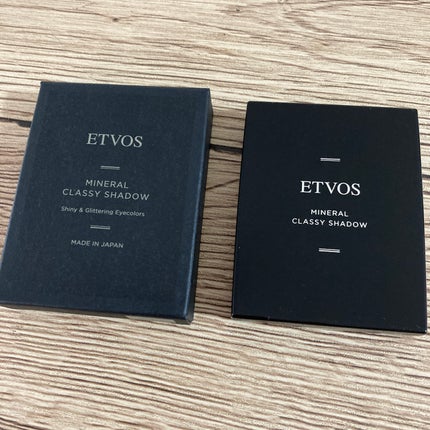 ETVOS
MINERAL
CLASSY SHADOW
Shiny & Glittering Eyecolors
MADE IN JAPAN
ETVOS
MINERAL
CLASSY SHADOW